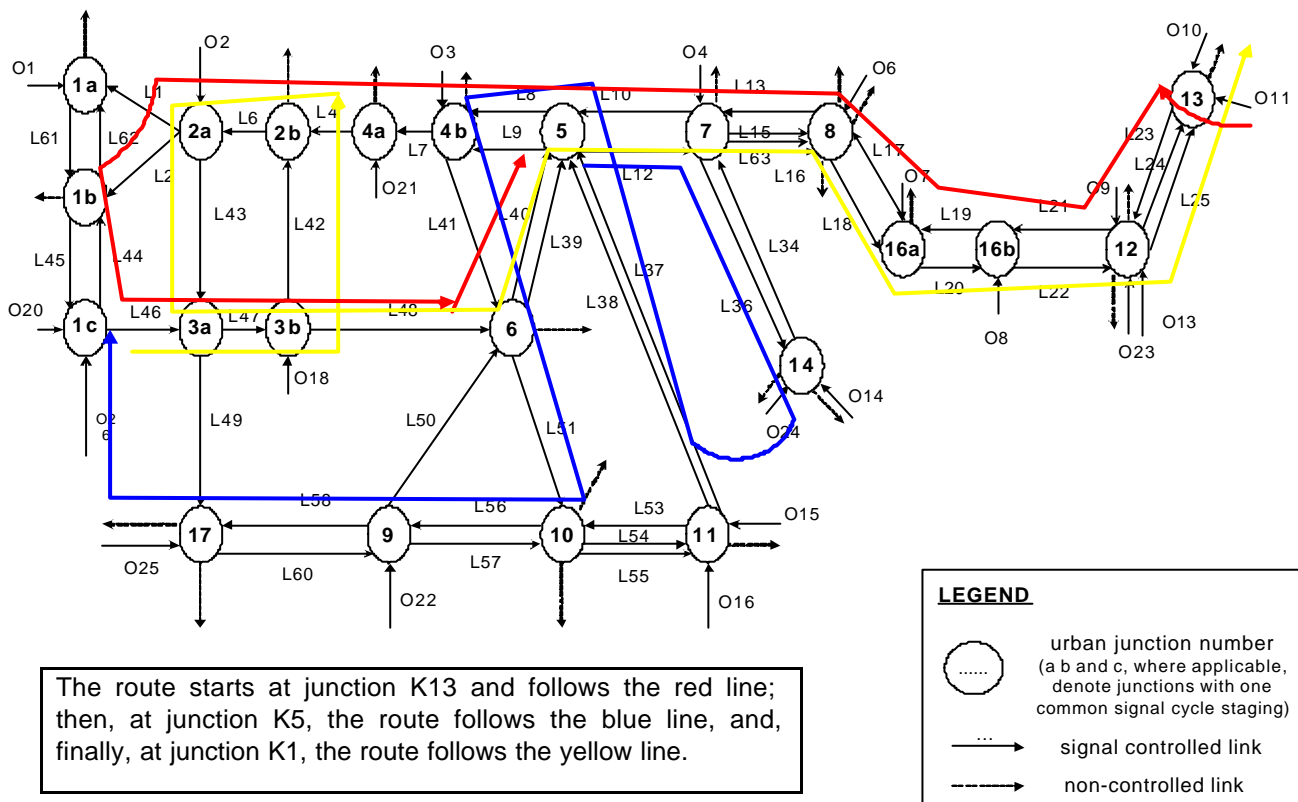 O1
O2
O3
O4
O6
O10
O11
1a
L1
L61
L62
2a
L6
2b
L4
4a
L7
4b
L8
L9
L10
5
7
L13
L15
L63
8
L16
L17
O7
L23
L24
L25
13
1b
L2
L45
L44
L43
L42
O21
L41
L40
L39
L12
L37
L38
L36
L34
L18
16a
L19
16b
L21
O9
12
L20
L22
O8
O13
O23
O20
1c
L46
3a
L47
3b
L48
6
14
O14
O24
O18
O2
6
L49
L50
L51
L58
L56
L53
17
9
10
L54
11
O15
O25
L60
L57
L55
O22
O16
The route starts at junction K13 and follows the red line;
then, at junction K5, the route follows the blue line, and,
finally, at junction K1, the route follows the yellow line.
LEGEND
......
urban junction number
(a b and c, where applicable,
denote junctions with one
common signal cycle staging)
...
signal controlled link
non-controlled link